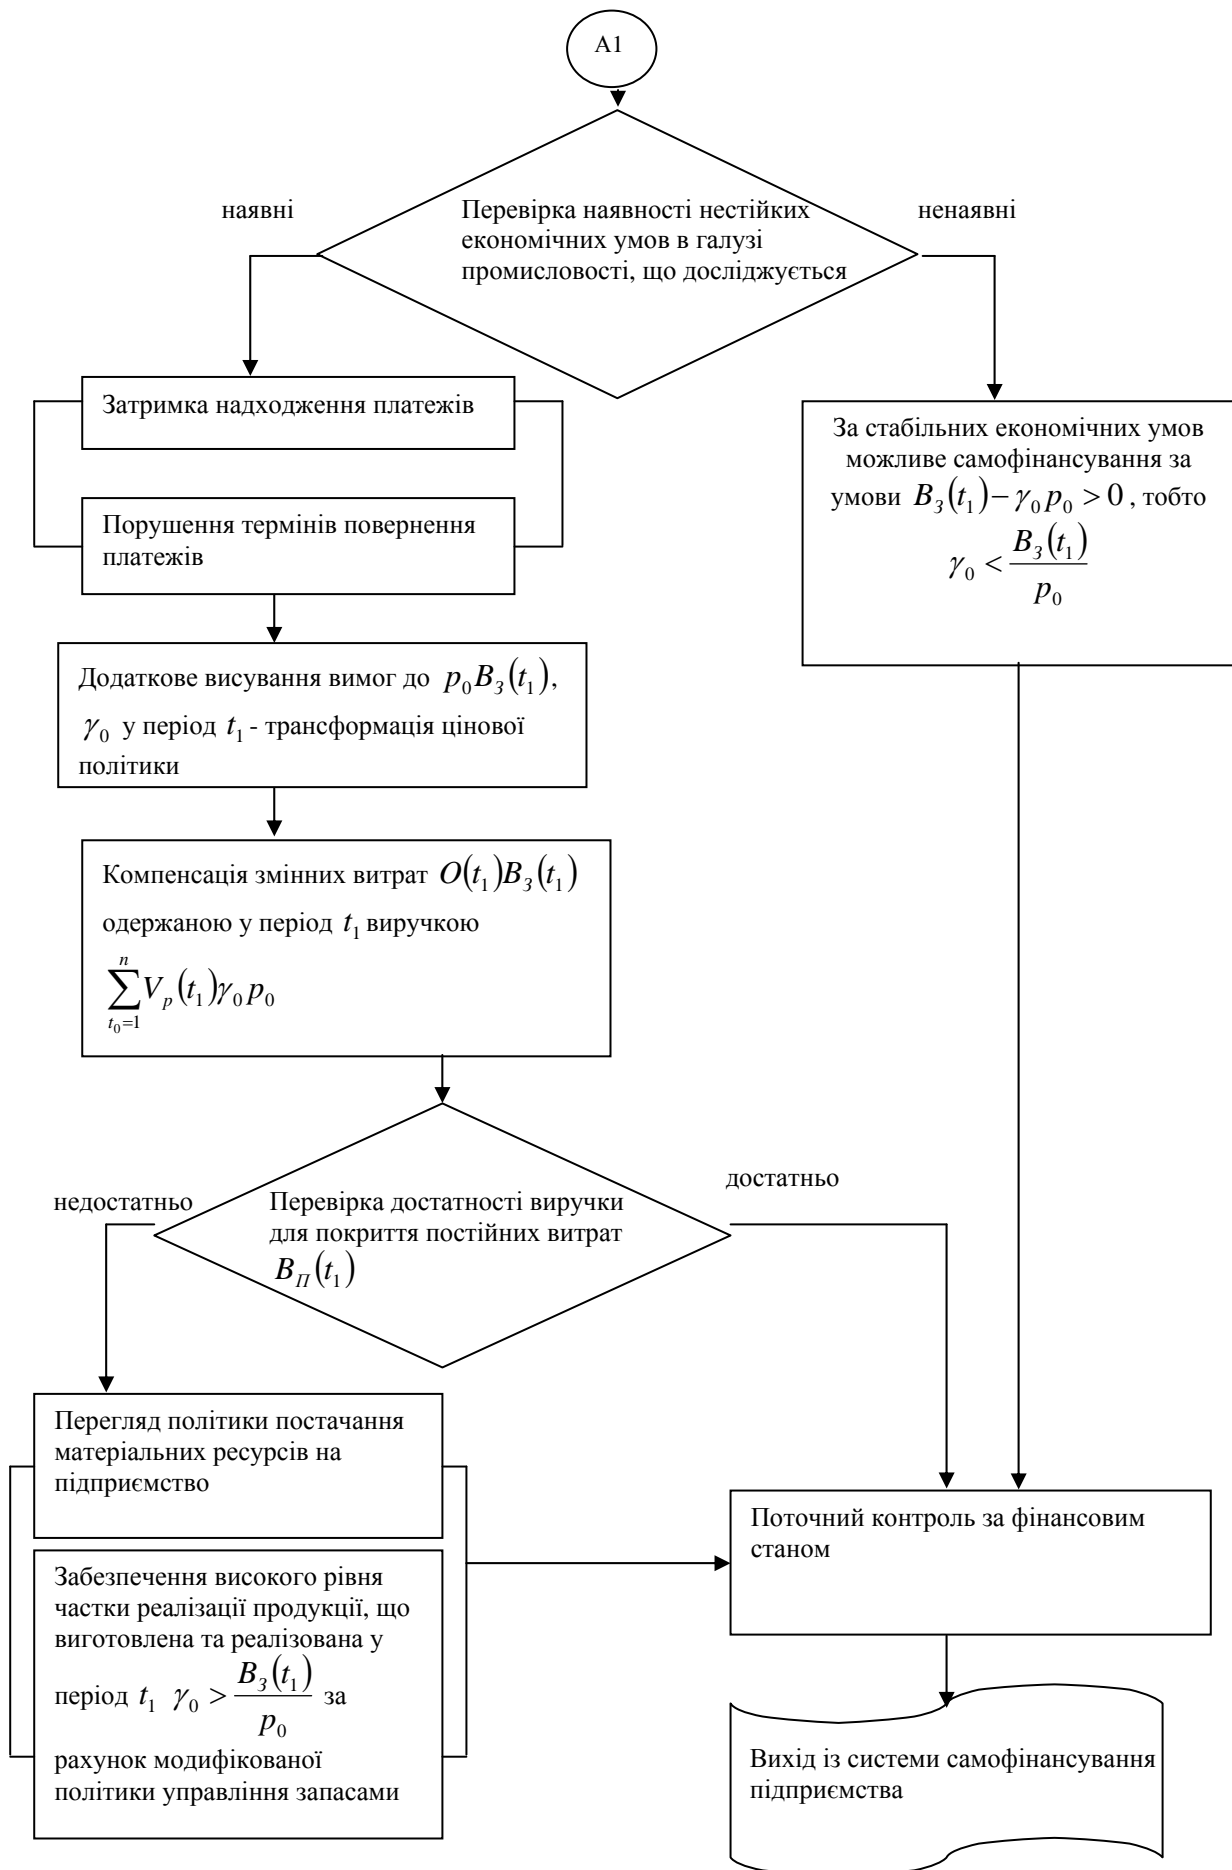 А1
наявні
Перевірка наявності нестійких
економічних умов в галузі
промисловості, що досліджується
ненаявні
Затримка надходження платежів
Порушення термінів повернення
платежів
За стабільних економічних умов
можливе самофінансування за
умови B_З(t_1) − γ_0 p_0 > 0 , тобто
γ_0 < B_З(t_1) / p_0
Додаткове висування вимог до p_0 B_З(t_1),
γ_0 у період t_1 - трансформація цінової
політики
Компенсація змінних витрат O(t_1)B_З(t_1)
одержаною у період t_1 виручкою
∑_{t_0=1}^{n} V_p(t_1)γ_0 p_0
недостатньо
Перевірка достатності виручки
для покриття постійних витрат
B_П(t_1)
достатньо
Перегляд політики постачання
матеріальних ресурсів на
підприємство
Забезпечення високого рівня
частки реалізації продукції, що
виготовлена та реалізована у
період t_1 γ_0 > B_З(t_1) / p_0 за
рахунок модифікованої
політики управління запасами
Поточний контроль за фінансовим
станом
Вихід із системи самофінансування
підприємства